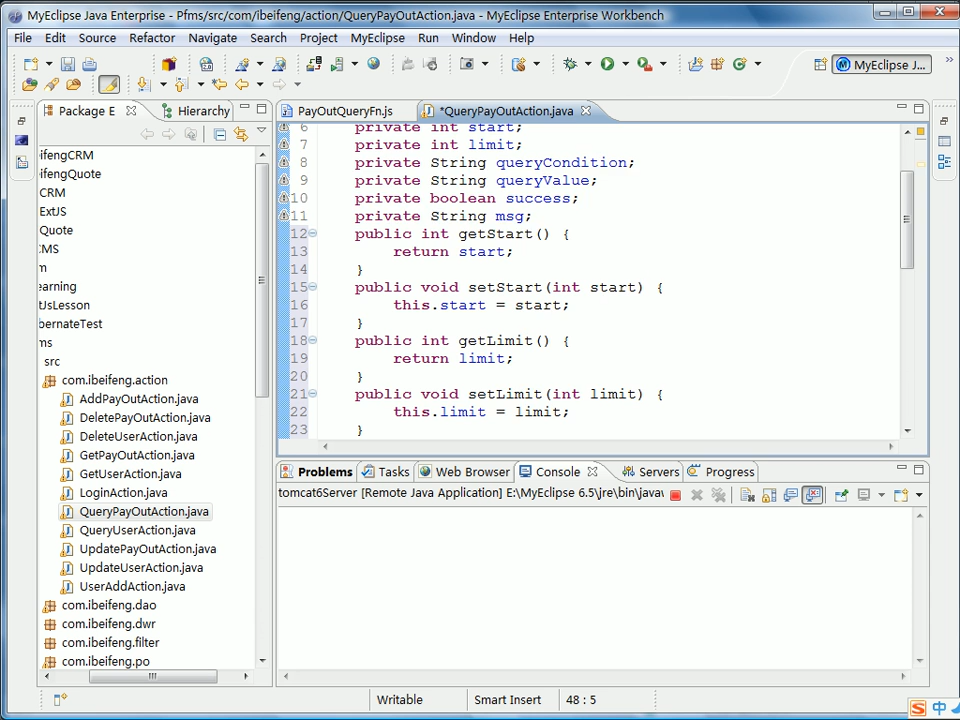 MyEclipse Java Enterprise - Pfms/src/com/ibeifeng/action/QueryPayOutAction.java - MyEclipse Enterprise Workbench
File Edit Source Refactor Navigate Search Project MyEclipse Run Window Help
MyEclipse J...
Package E
Hierarchy
ifengCRM
ifengQuote
CRM
ExtJS
Quote
CMS
m
earning
UsLesson
bernateTest
ms
src
com.ibeifeng.action
AddPayOutAction.java
DeletePayOutAction.java
DeleteUserAction.java
GetPayOutAction.java
GetUserAction.java
LoginAction.java
QueryPayOutAction.java
QueryUserAction.java
UpdatePayOutAction.java
UpdateUserAction.java
UserAddAction.java
com.ibeifeng.dao
com.ibeifeng.dwr
com.ibeifeng.filter
com.ibeifeng.po
PayOutQueryFn.js
*QueryPayOutAction.java
6 private int start;
7 private int limit;
8 private String queryCondition;
9 private String queryValue;
10 private boolean success;
11 private String msg;
12 public int getStart() {
13 return start;
14 }
15 public void setStart(int start) {
16 this.start = start;
17 }
18 public int getLimit() {
19 return limit;
20 }
21 public void setLimit(int limit) {
22 this.limit = limit;
23 }
Problems Tasks Web Browser Console Servers Progress
tomcat6Server [Remote Java Application] E:\MyEclipse 6.5\jre\bin\javaw
Writable Smart Insert 48 : 5
中